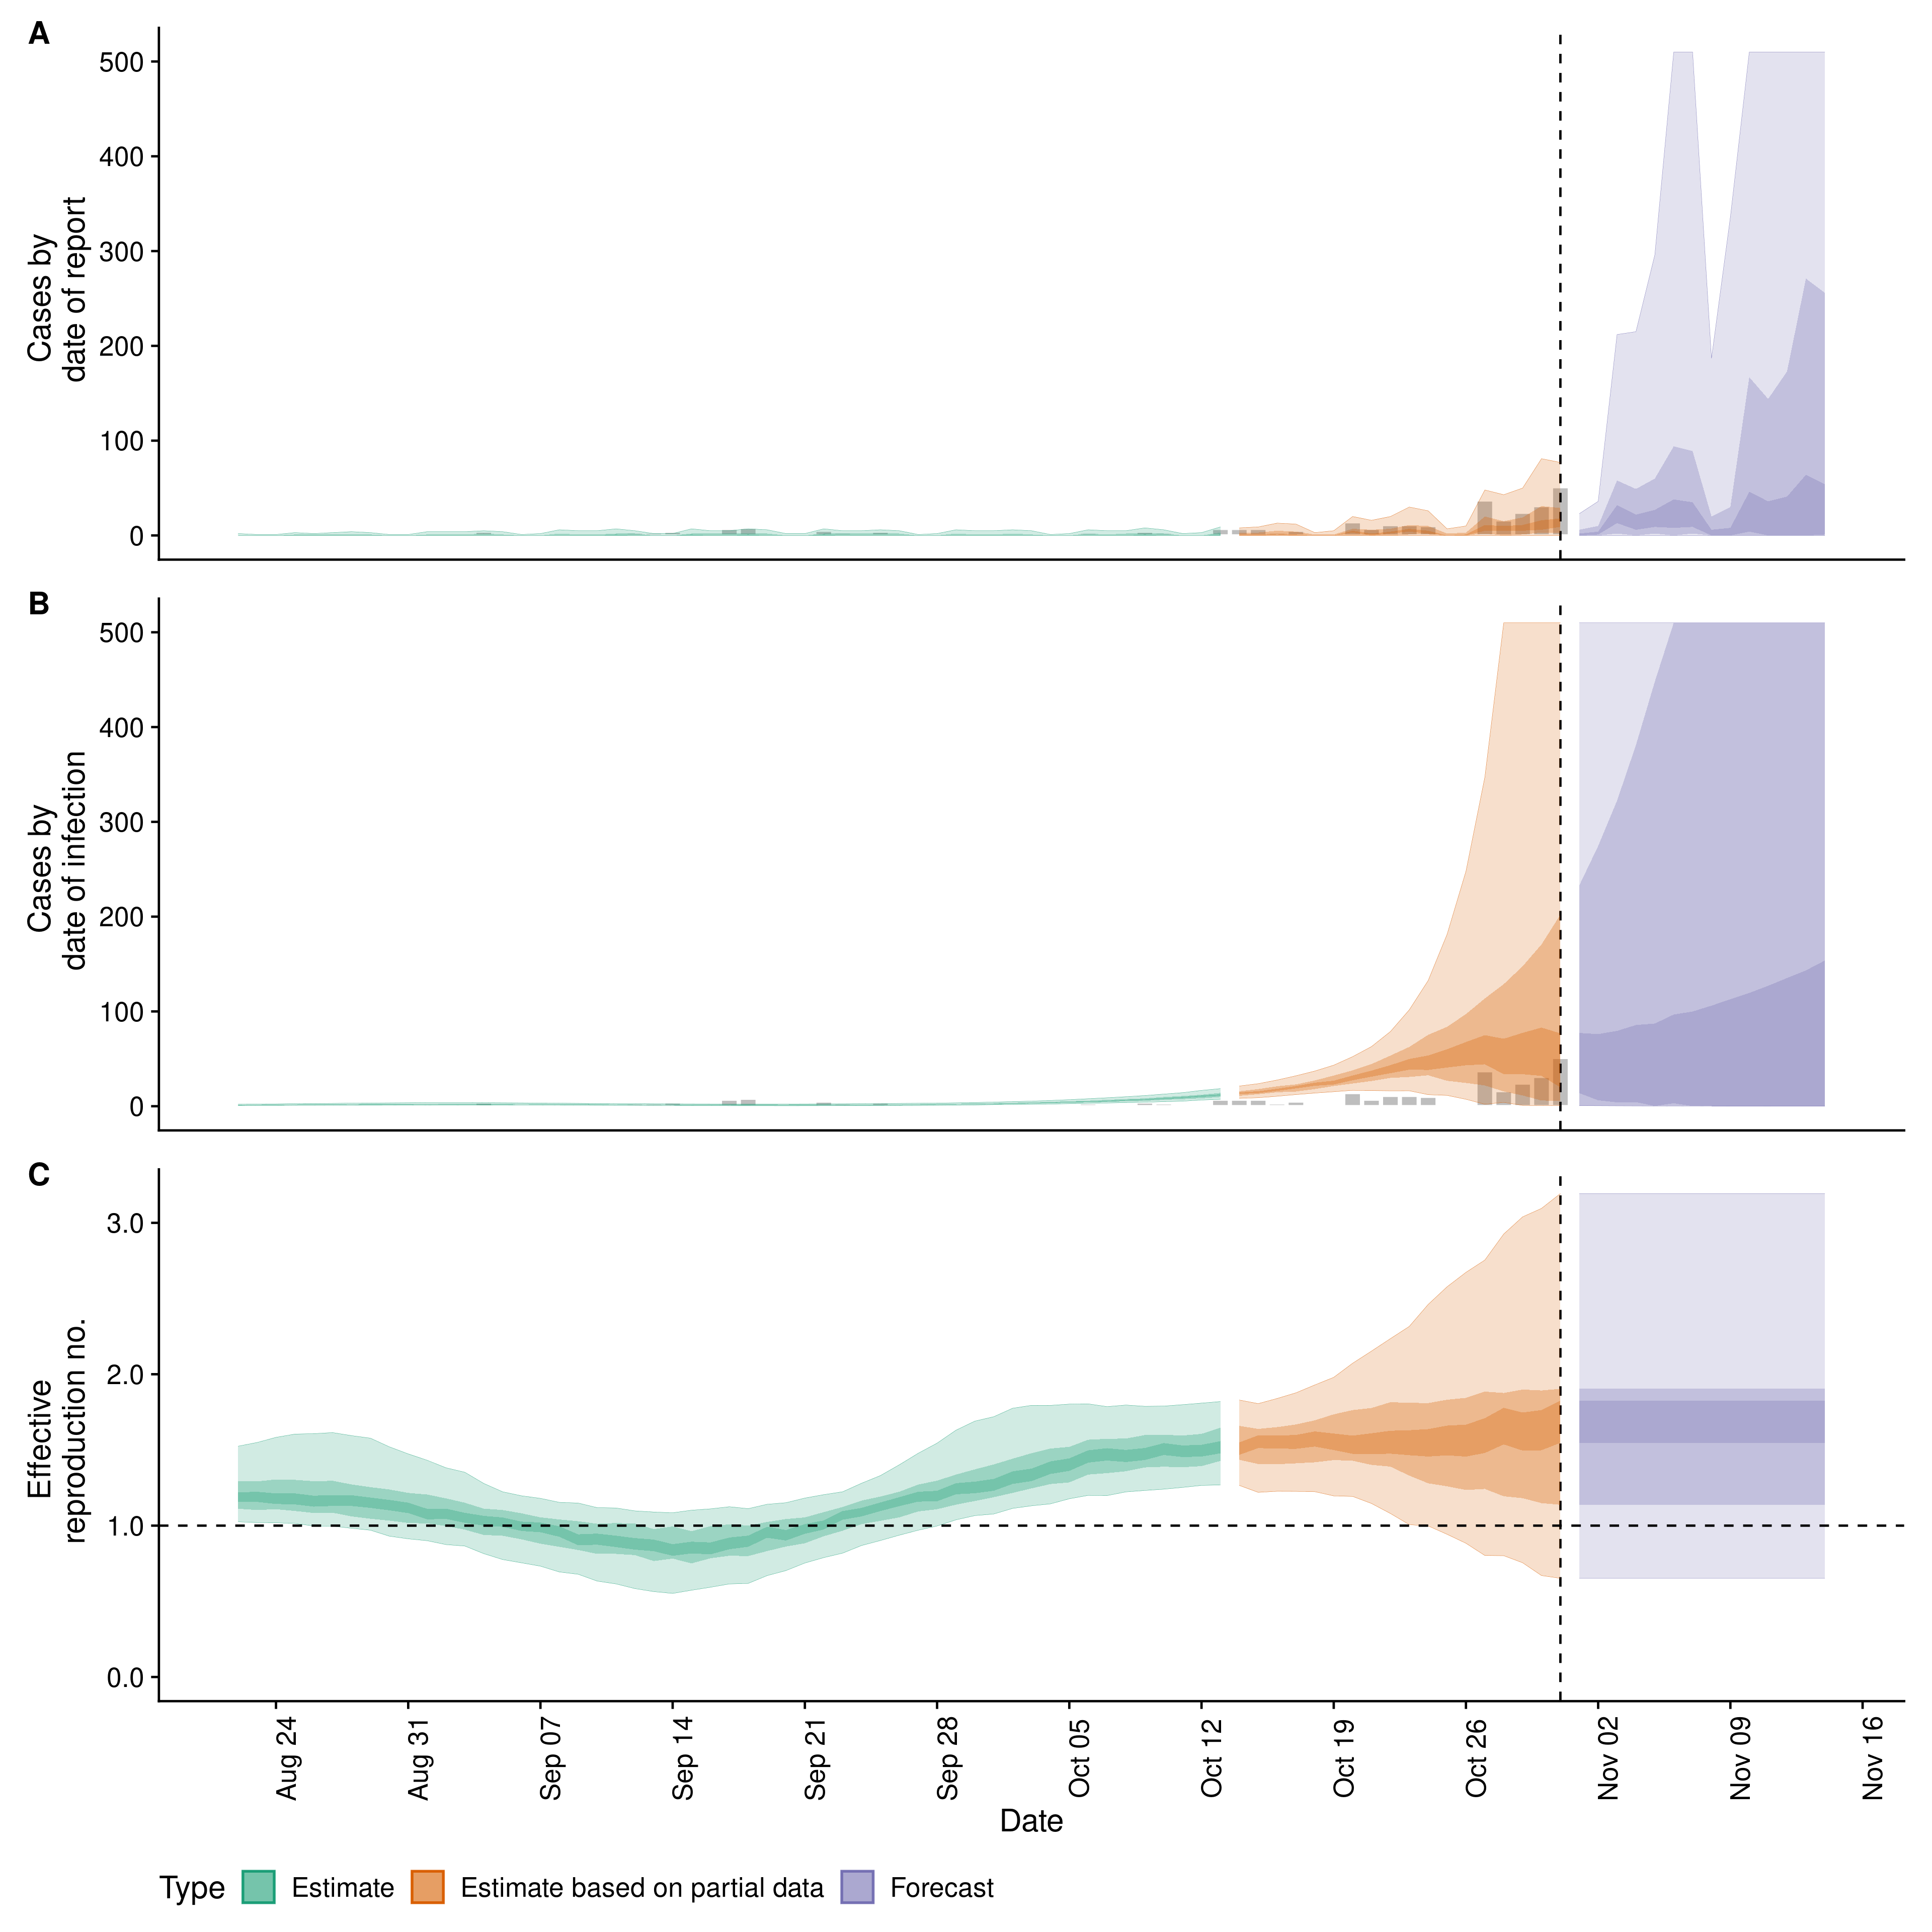 A
500
400
300
200
100
0
Cases by
date of report
B
500
400
300
200
100
0
Cases by
date of infection
C
3.0
2.0
1.0
0.0
Effective
reproduction no.
Aug 24
Aug 31
Sep 07
Sep 14
Sep 21
Sep 28
Oct 05
Oct 12
Oct 19
Oct 26
Nov 02
Nov 09
Nov 16
Date
Type Estimate Estimate based on partial data Forecast